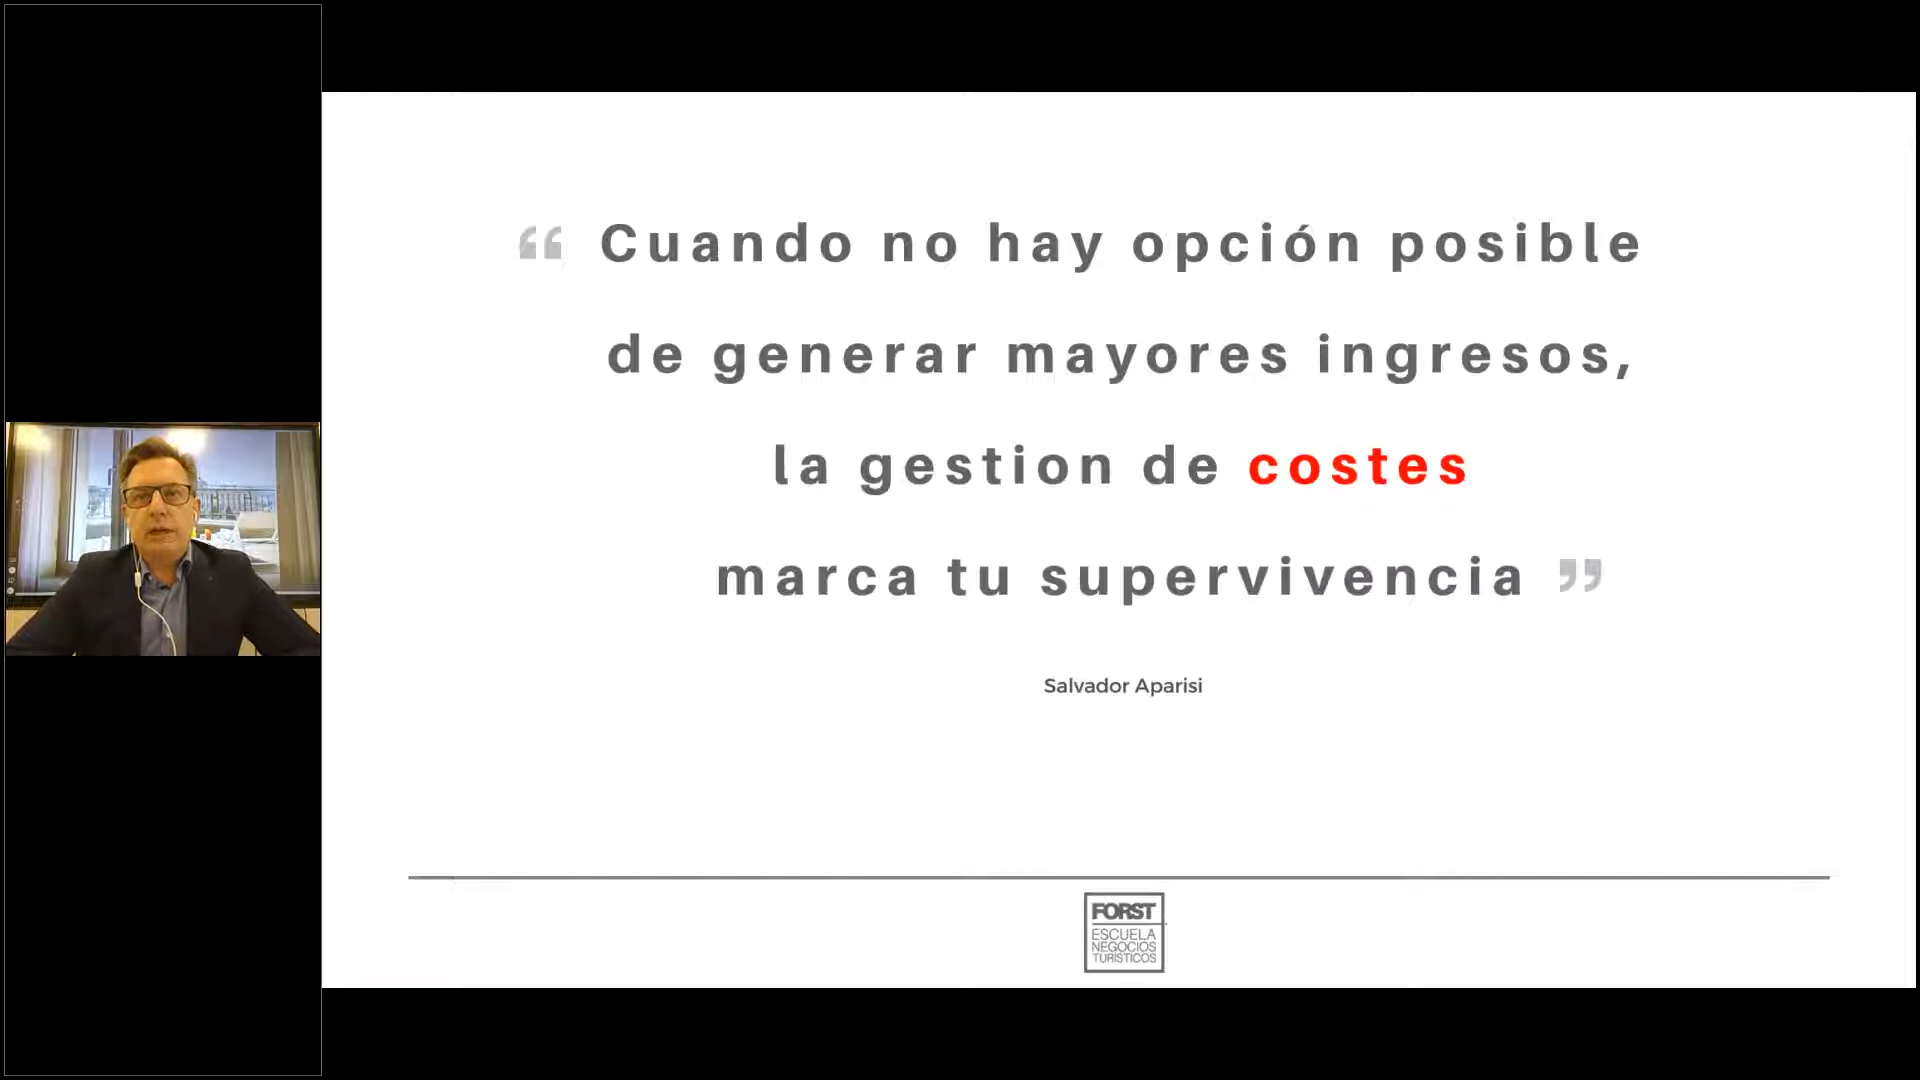 “ Cuando no hay opción posible
de generar mayores ingresos,
la gestion de costes
marca tu supervivencia ”
Salvador Aparisi
FORST
ESCUELA
NEGOCIOS
TURÍSTICOS